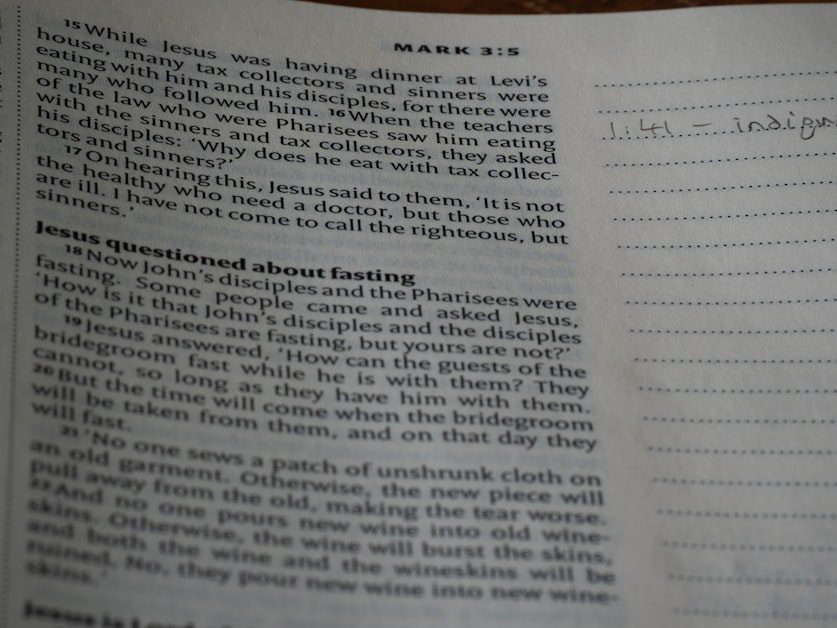 MARK 3:5
15 While Jesus was having dinner at Levi's
house, many tax collectors and sinners were
eating with him and his disciples, for there were
many who followed him. 16 When the teachers
of the law who were Pharisees saw him eating
with the sinners and tax collectors, they asked
his disciples: 'Why does he eat with tax collec-
tors and sinners?'
17 On hearing this, Jesus said to them, 'It is not
the healthy who need a doctor, but those who
are ill. I have not come to call the righteous, but
sinners.'
Jesus questioned about fasting
18 Now John's disciples and the Pharisees were
fasting. Some people came and asked Jesus,
'How is it that John's disciples and the disciples
of the Pharisees are fasting, but yours are not?'
19 Jesus answered, 'How can the guests of the
bridegroom fast while he is with them? They
cannot, so long as they have him with them.
20 But the time will come when the bridegroom
will be taken from them, and on that day they
will fast.
21 'No one sews a patch of unshrunk cloth on
an old garment. Otherwise, the new piece will
pull away from the old, making the tear worse.
22 And no one pours new wine into old wine-
skins. Otherwise, the wine will burst the skins,
and both the wine and the wineskins will be
ruined. No, they pour new wine into new wine-
skins.'
Jesus is Lord of
1:41 - indign